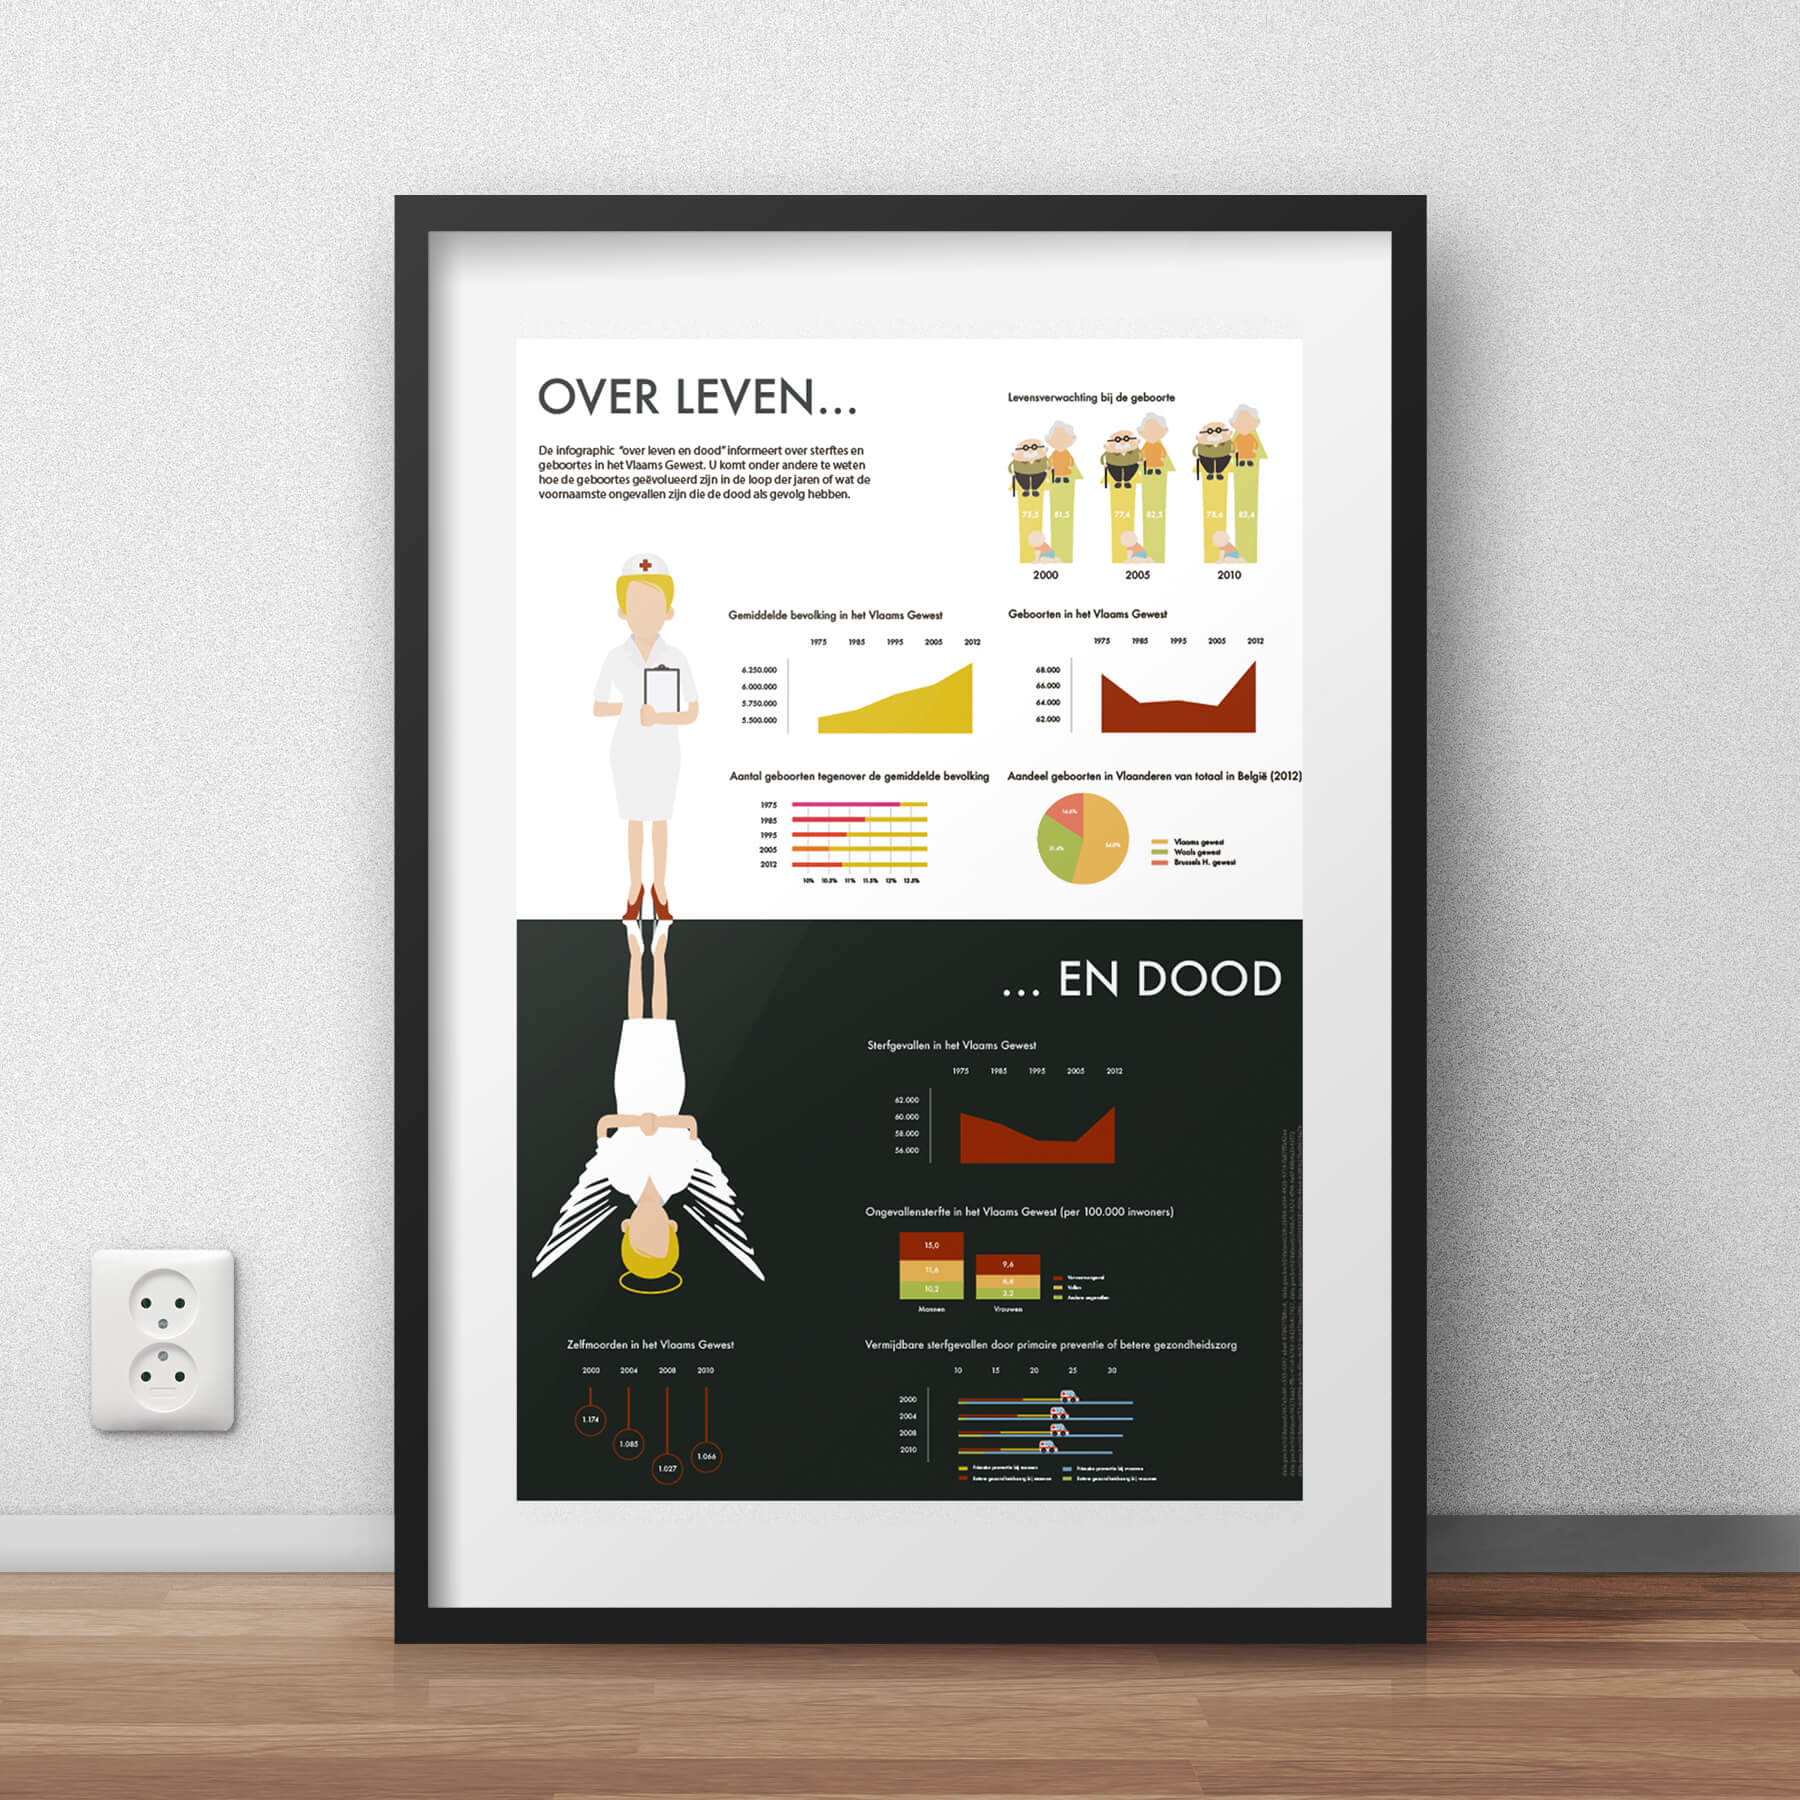 OVER LEVEN...
De infographic "over leven en dood" informeert over sterftes en
geboortes in het Vlaams Gewest. U komt onder andere te weten
hoe de geboortes geëvolueerd zijn in de loop der jaren of wat de
voornaamste ongevallen zijn die de dood als gevolg hebben.
Levensverwachting bij de geboorte
81,5 77,4 82,3 78,6 83,4
2000 2005 2010
Gemiddelde bevolking in het Vlaams Gewest
1975 1985 1995 2005 2012
6.250.000
6.000.000
5.750.000
5.500.000
Geboorten in het Vlaams Gewest
1975 1985 1995 2005 2012
68.000
66.000
64.000
62.000
Aantal geboorten tegenover de gemiddelde bevolking
1975
1985
1995
2005
2012
10% 10.5% 11% 11.5% 12% 12.5%
Aandeel geboorten in Vlaanderen van totaal in België (2012)
Vlaams gewest
Waals gewest
Brussels H. gewest
... EN DOOD
Sterfgevallen in het Vlaams Gewest
1975 1985 1995 2005 2012
62.000
60.000
58.000
56.000
Ongevallensterfte in het Vlaams Gewest (per 100.000 inwoners)
15,0
11,6
10,2
Mannen
9,6
6,6
3,2
Vrouwen
Vervoersongeval
Vallen
Andere ongevallen
Zelfmoorden in het Vlaams Gewest
2000 2004 2008 2010
1.174
1.085
1.027
1.066
Vermijdbare sterfgevallen door primaire preventie of betere gezondheidszorg
10 15 20 25 30
2000
2004
2008
2010
Primaire preventie bij mannen
Betere gezondheidszorg bij mannen
Primaire preventie bij vrouwen
Betere gezondheidszorg bij vrouwen